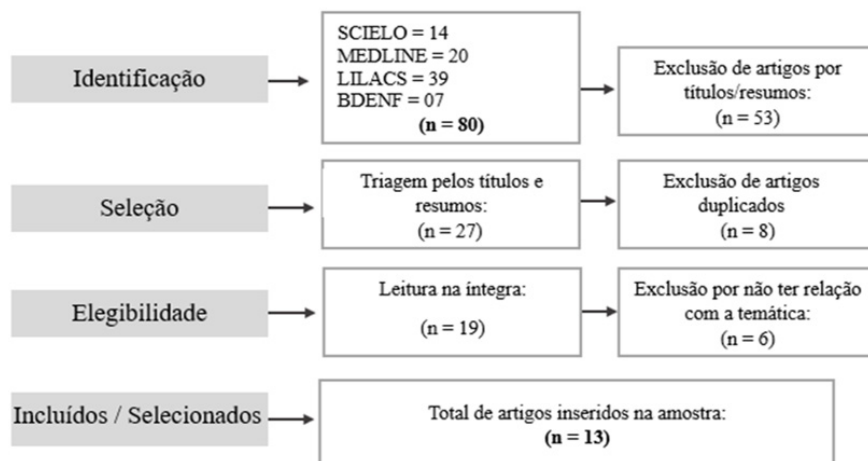 Identificação
SCIELO = 14
MEDLINE = 20
LILACS = 39
BDENF = 07
(n = 80)
Exclusão de artigos por
títulos/resumos:
(n = 53)
Seleção
Triagem pelos títulos e
resumos:
(n = 27)
Exclusão de artigos
duplicados
(n = 8)
Elegibilidade
Leitura na íntegra:
(n = 19)
Exclusão por não ter relação
com a temática:
(n = 6)
Incluídos / Selecionados
Total de artigos inseridos na amostra:
(n = 13)